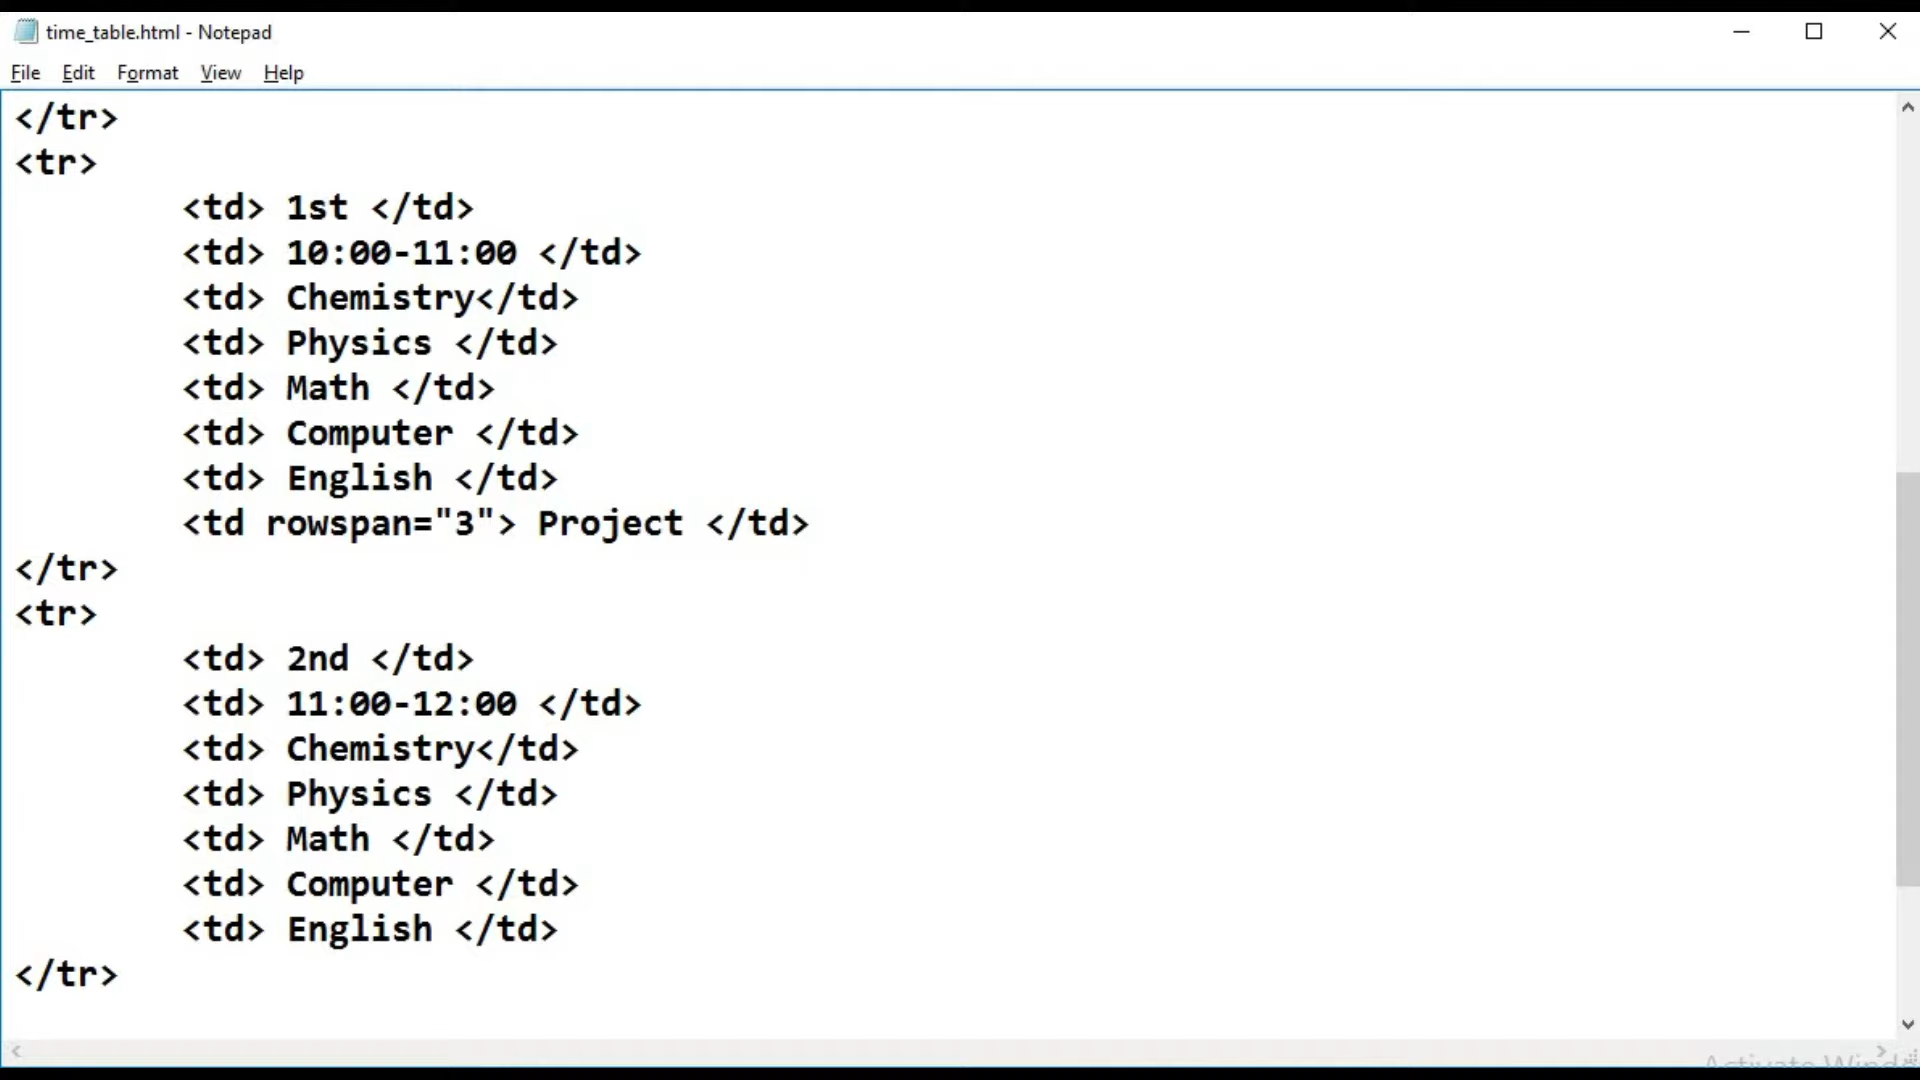 time_table.html - Notepad
File Edit Format View Help
</tr>
<tr>
<td> 1st </td>
<td> 10:00-11:00 </td>
<td> Chemistry</td>
<td> Physics </td>
<td> Math </td>
<td> Computer </td>
<td> English </td>
<td rowspan="3"> Project </td>
</tr>
<tr>
<td> 2nd </td>
<td> 11:00-12:00 </td>
<td> Chemistry</td>
<td> Physics </td>
<td> Math </td>
<td> Computer </td>
<td> English </td>
</tr>